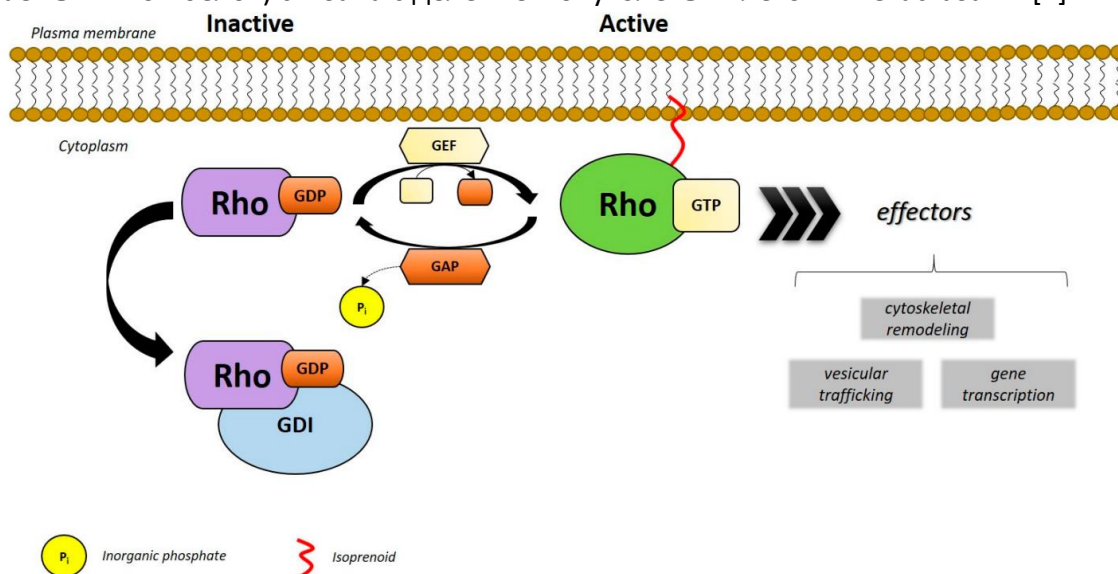 Inactive
Active
Plasma membrane
Cytoplasm
GEF
Rho
GDP
Rho
GTP
effectors
GAP
Pi
cytoskeletal
remodeling
Rho
GDP
vesicular
trafficking
gene
transcription
GDI
Pi
Inorganic phosphate
Isoprenoid